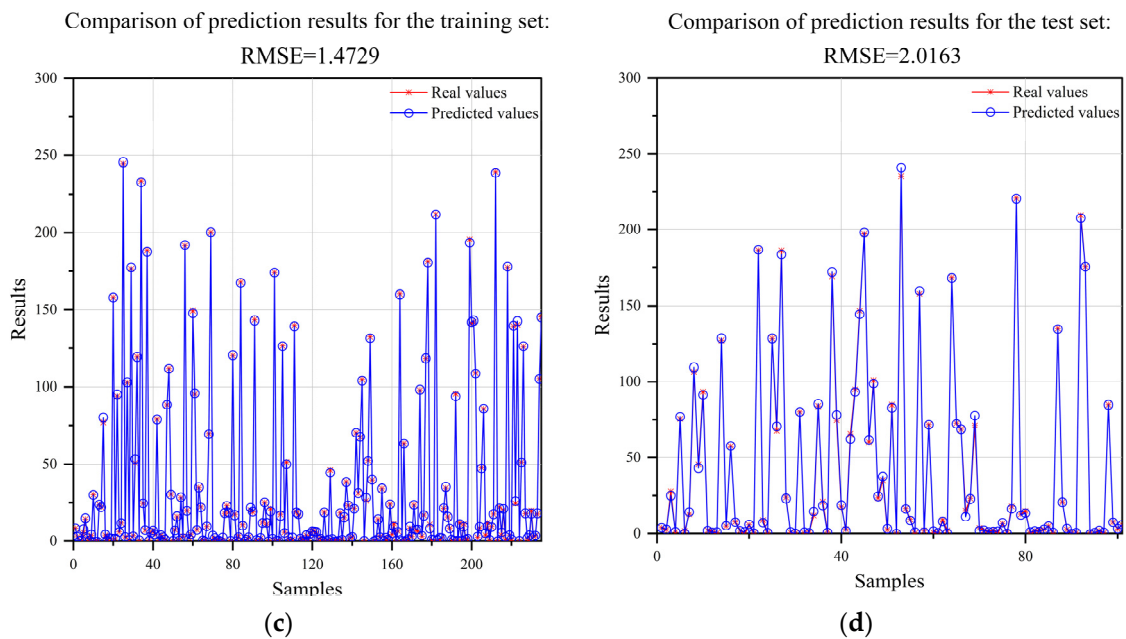 Comparison of prediction results for the training set:
RMSE=1.4729
300
250
200
150
100
50
0
Results
Real values
Predicted values
0 40 80 120 160 200
Samples
(c)
Comparison of prediction results for the test set:
RMSE=2.0163
300
250
200
150
100
50
0
Results
Real values
Predicted values
0 40 80
Samples
(d)